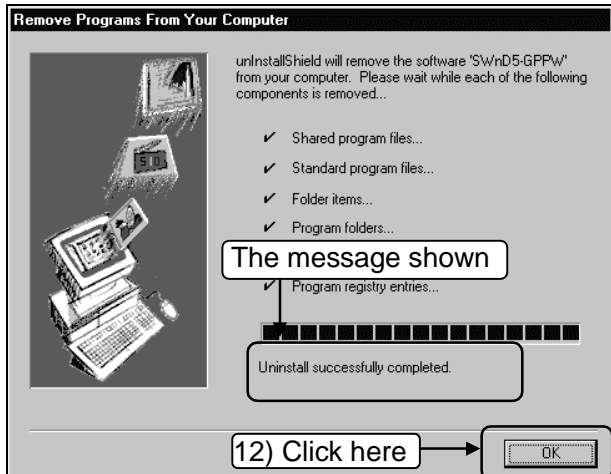 Remove Programs From Your Computer
unInstallShield will remove the software 'SWnD5-GPPW'
from your computer. Please wait while each of the following
components is removed...
✔ Shared program files...
✔ Standard program files...
✔ Folder items...
✔ Program folders...
The message shown
✔ Program registry entries...
Uninstall successfully completed.
12) Click here
OK